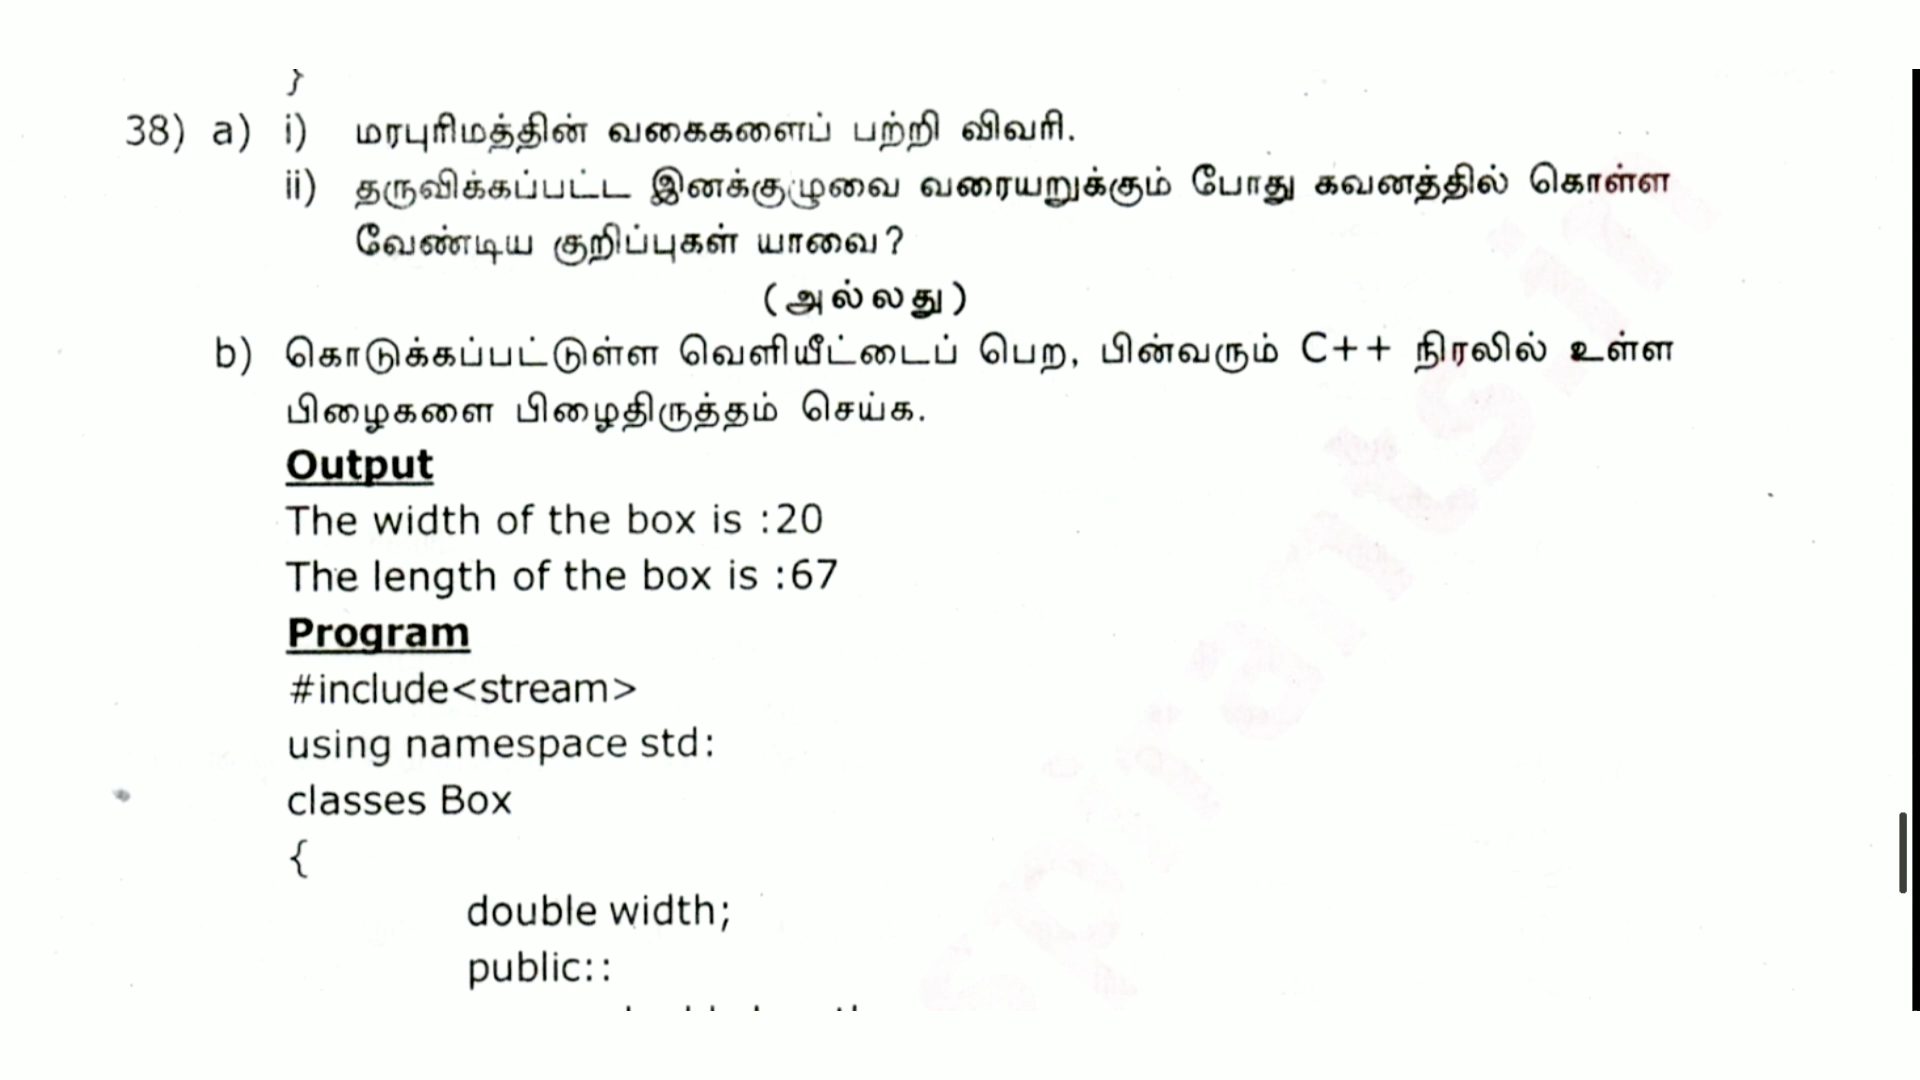 }
38) a) i) மரபுரிமத்தின் வகைகளைப் பற்றி விவரி.
ii) தருவிக்கப்பட்ட இனக்குழுவை வரையறுக்கும் போது கவனத்தில் கொள்ள
வேண்டிய குறிப்புகள் யாவை?
(அல்லது)
b) கொடுக்கப்பட்டுள்ள வெளியீட்டைப் பெற, பின்வரும் C++ நிரலில் உள்ள
பிழைகளை பிழைதிருத்தம் செய்க.
Output
The width of the box is :20
The length of the box is :67
Program
#include<stream>
using namespace std:
classes Box
{
double width;
public::